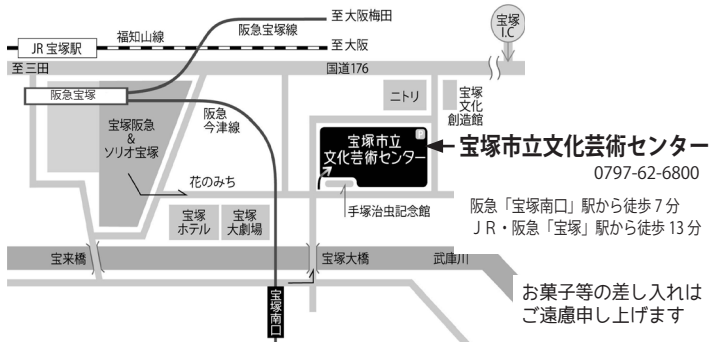 至大阪梅田
阪急宝塚線
宝塚
I.C
福知山線
JR宝塚駅
至大阪
至三田
国道176
阪急宝塚
ニトリ
宝塚
文化
創造館
宝塚阪急
&
ソリオ宝塚
阪急
今津線
P
宝塚市立
文化芸術センター
宝塚市立文化芸術センター
0797-62-6800
花のみち
手塚治虫記念館
阪急「宝塚南口」駅から徒歩7分
JR・阪急「宝塚」駅から徒歩13分
宝塚
ホテル
宝塚
大劇場
宝来橋
宝塚大橋
武庫川
宝塚南口
お菓子等の差し入れは
ご遠慮申し上げます